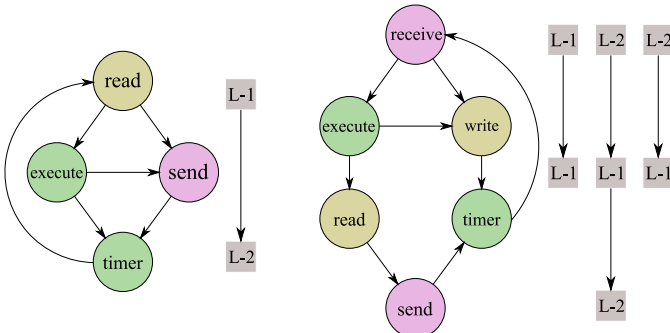 read
execute
send
timer
L-1
L-2
receive
execute
write
read
timer
send
L-1 L-2 L-2
L-1 L-1 L-1
L-2